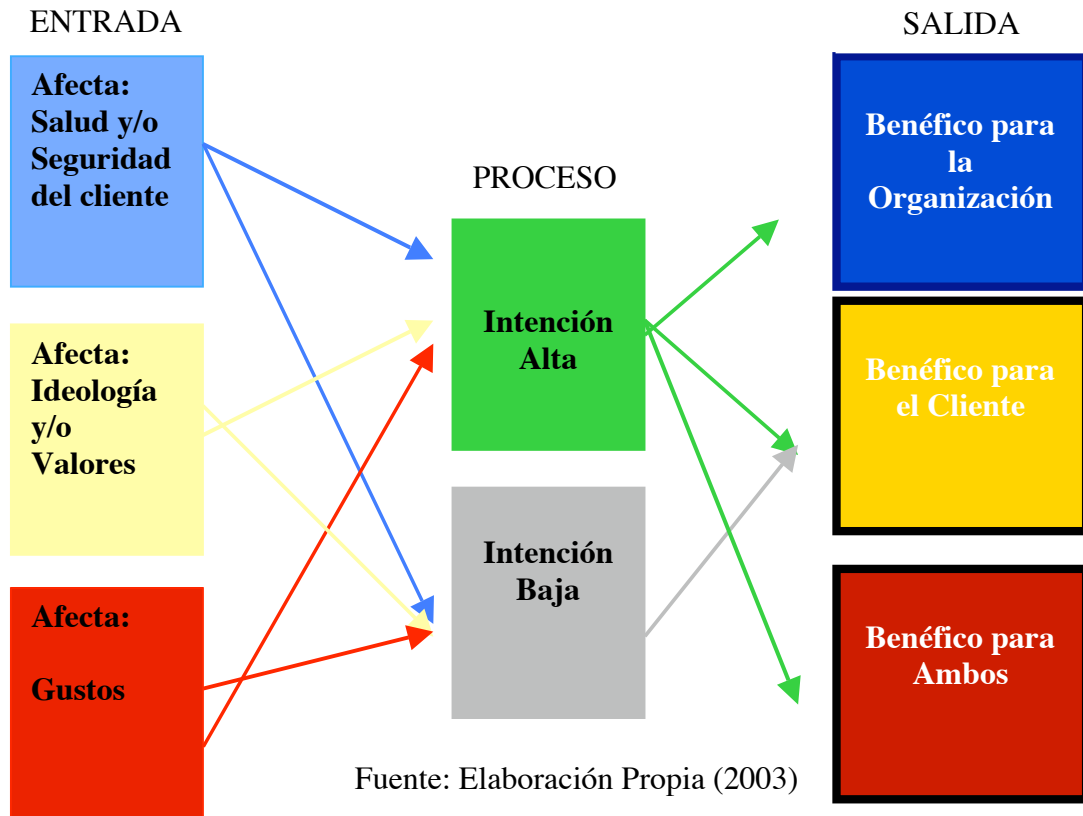 ENTRADA
Afecta:
Salud y/o
Seguridad
del cliente
Afecta:
Ideología
y/o
Valores
Afecta:
Gustos
PROCESO
Intención
Alta
Intención
Baja
SALIDA
Benéfico para
la
Organización
Benéfico para
el Cliente
Benéfico para
Ambos
Fuente: Elaboración Propia (2003)